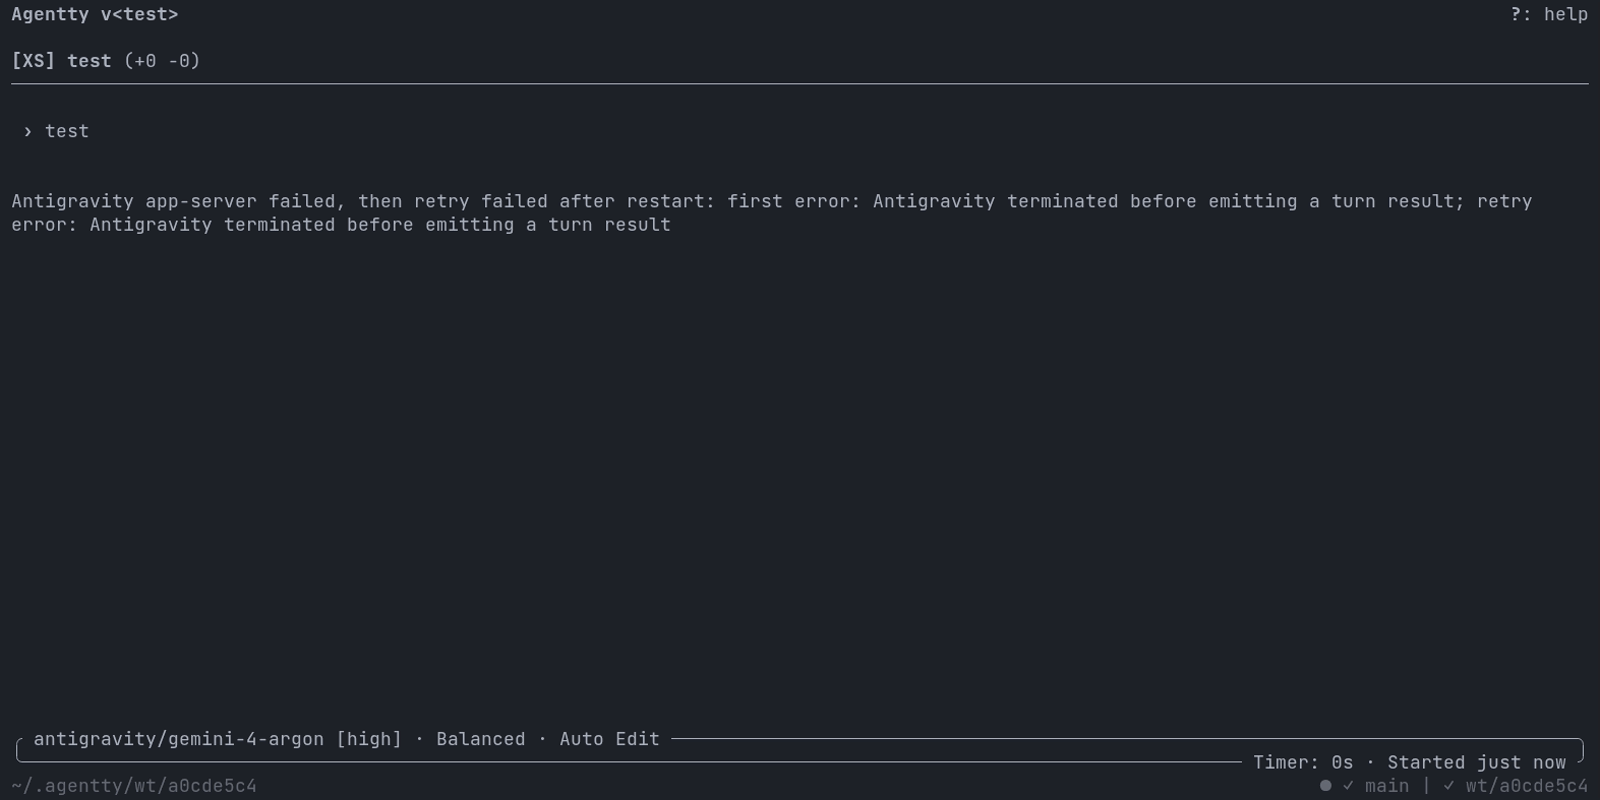 Agentty v<test> ?: help
[XS] test (+0 -0)
› test
Antigravity app-server failed, then retry failed after restart: first error: Antigravity terminated before emitting a turn result; retry
error: Antigravity terminated before emitting a turn result
antigravity/gemini-4-argon [high] · Balanced · Auto Edit
Timer: 0s · Started just now
~/.agentty/wt/a0cde5c4 ● ✓ main | ✓ wt/a0cde5c4